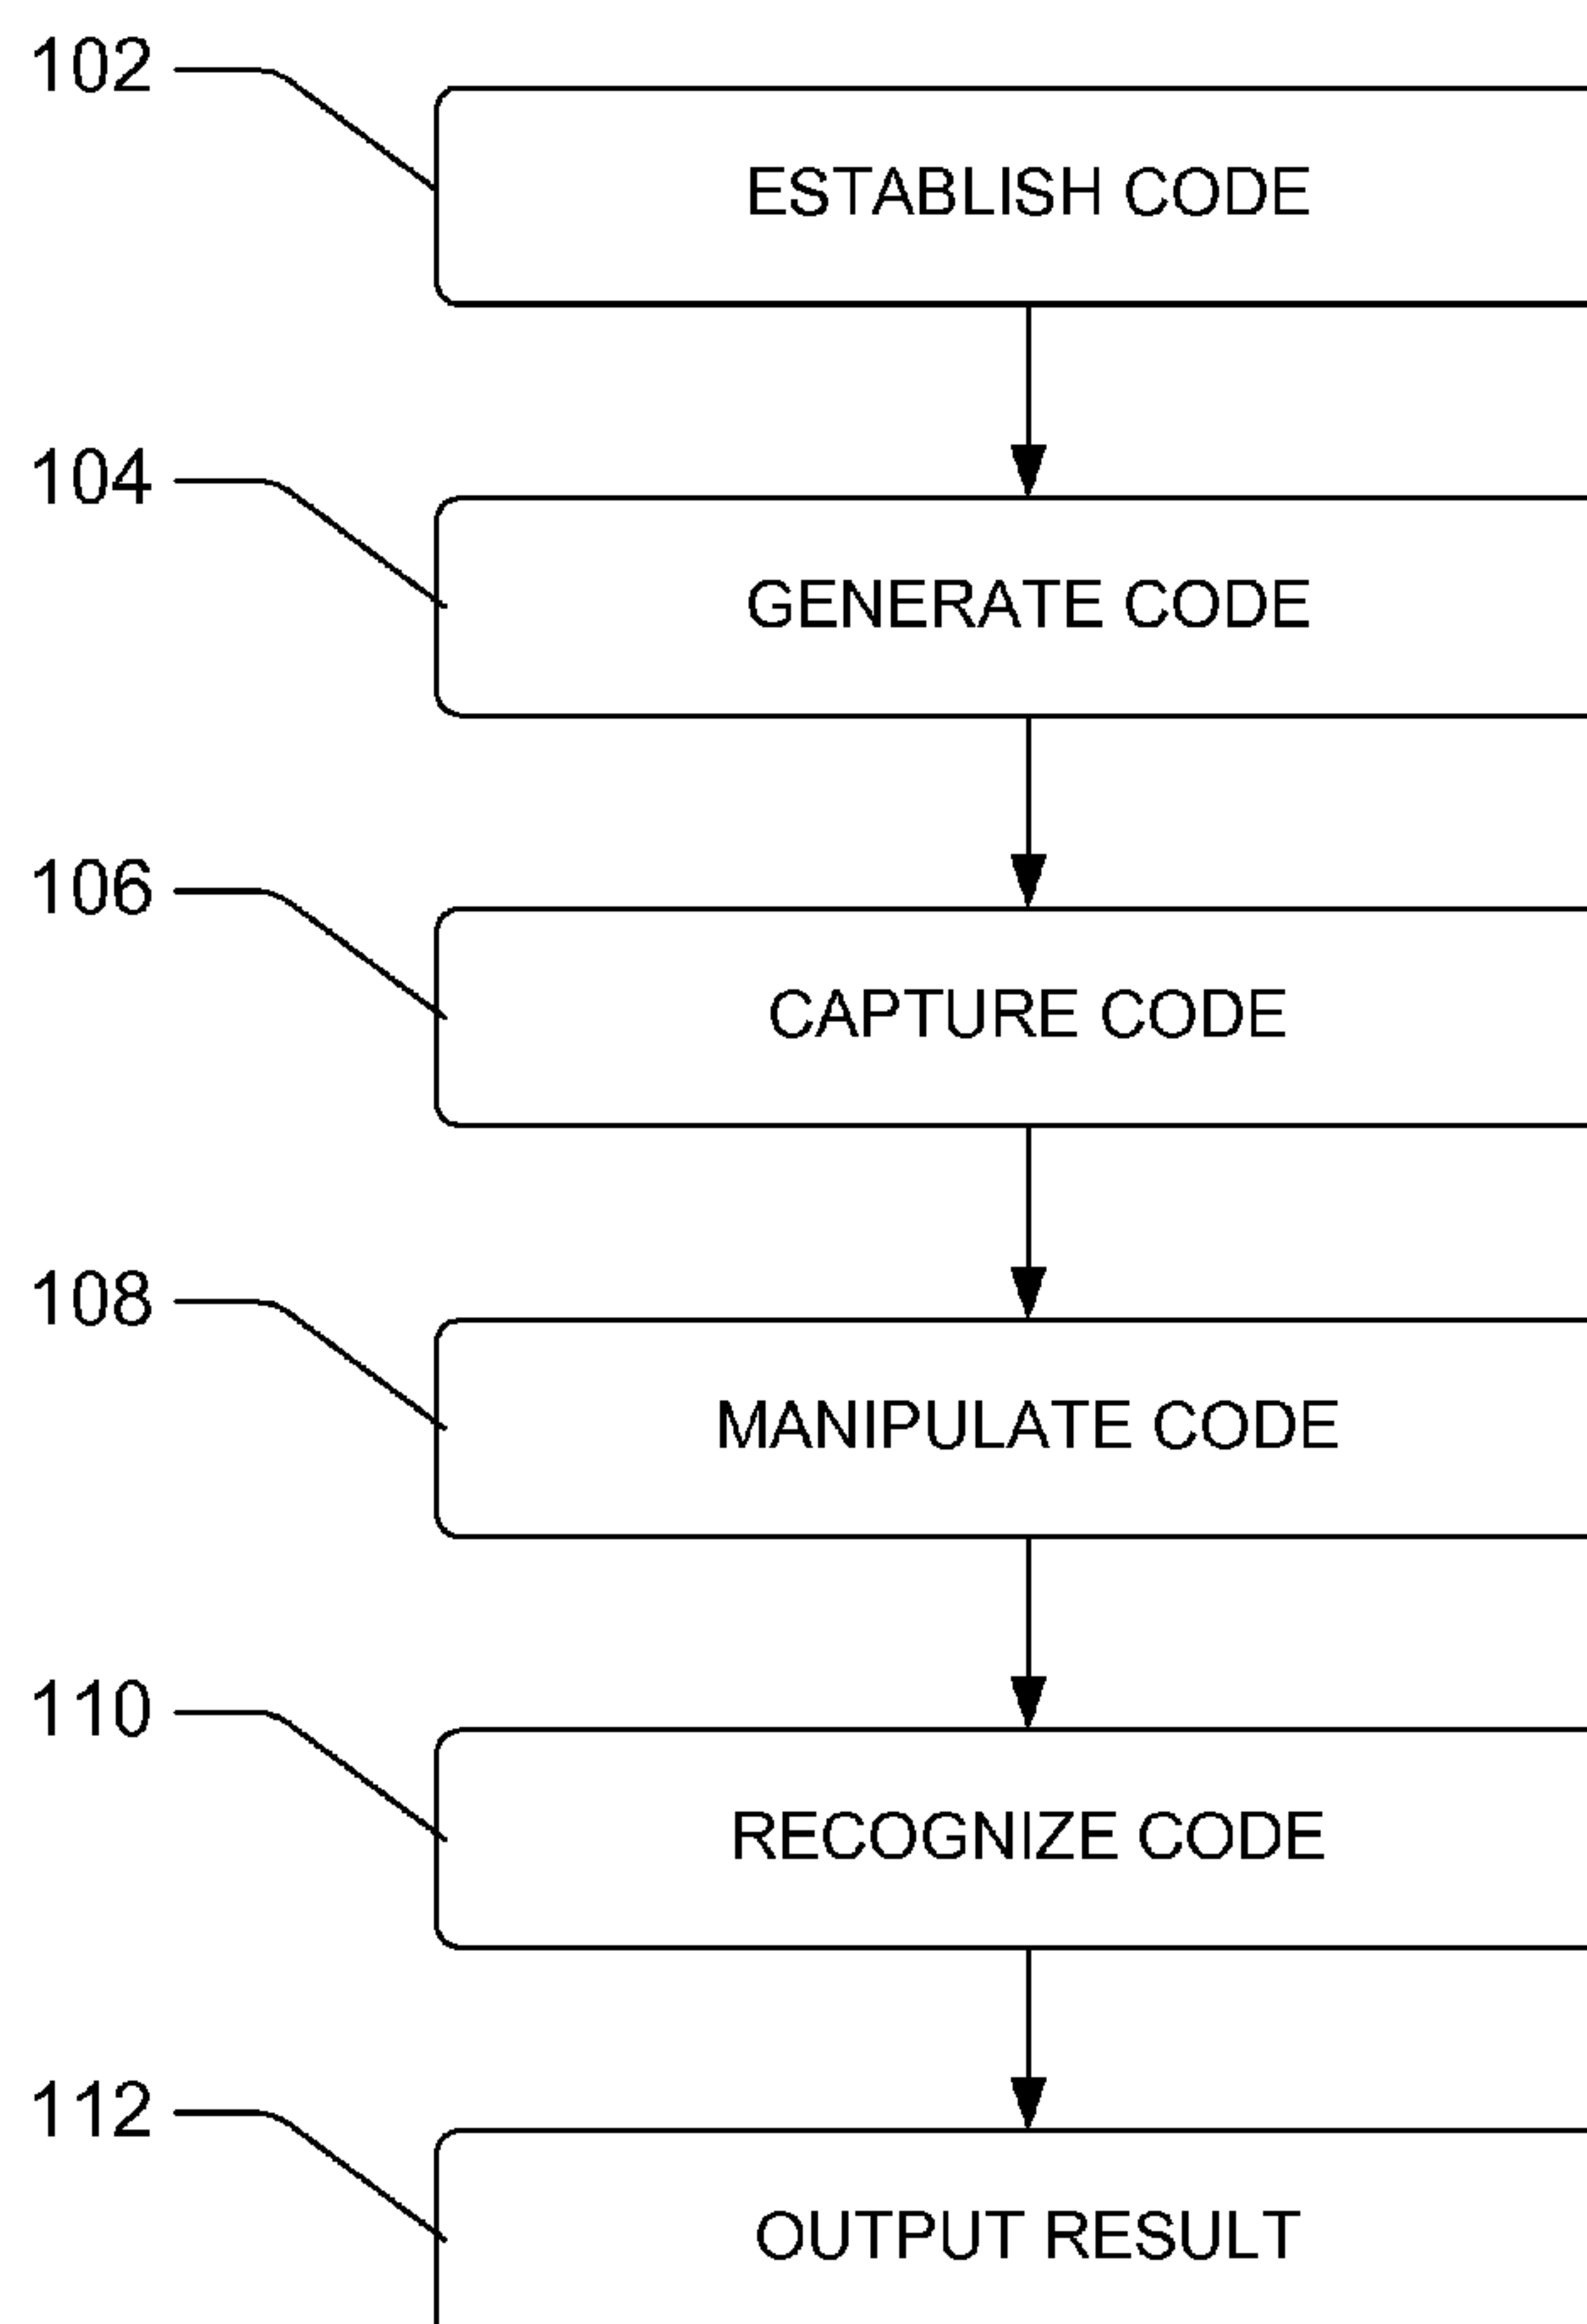 102
ESTABLISH CODE
104
GENERATE CODE
106
CAPTURE CODE
108
MANIPULATE CODE
110
RECOGNIZE CODE
112
OUTPUT RESULT